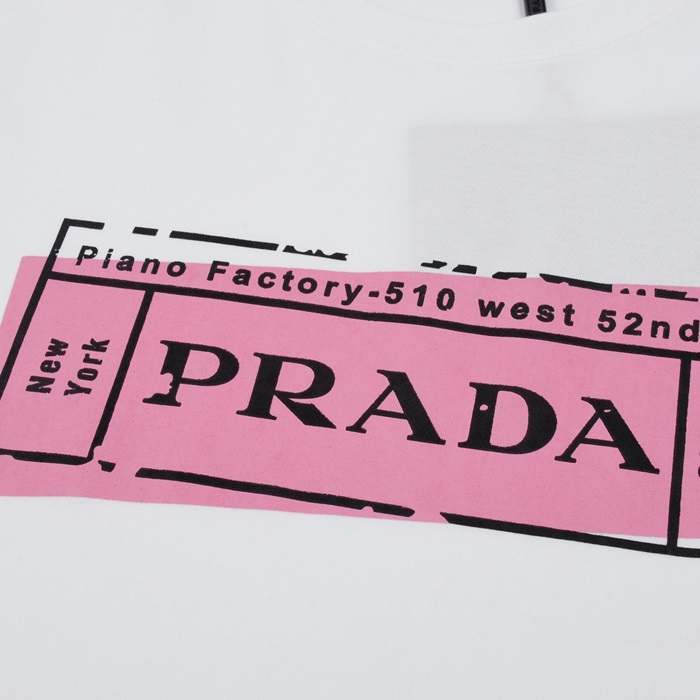 Piano Factory-510 west 52nd
New
York
PRADA